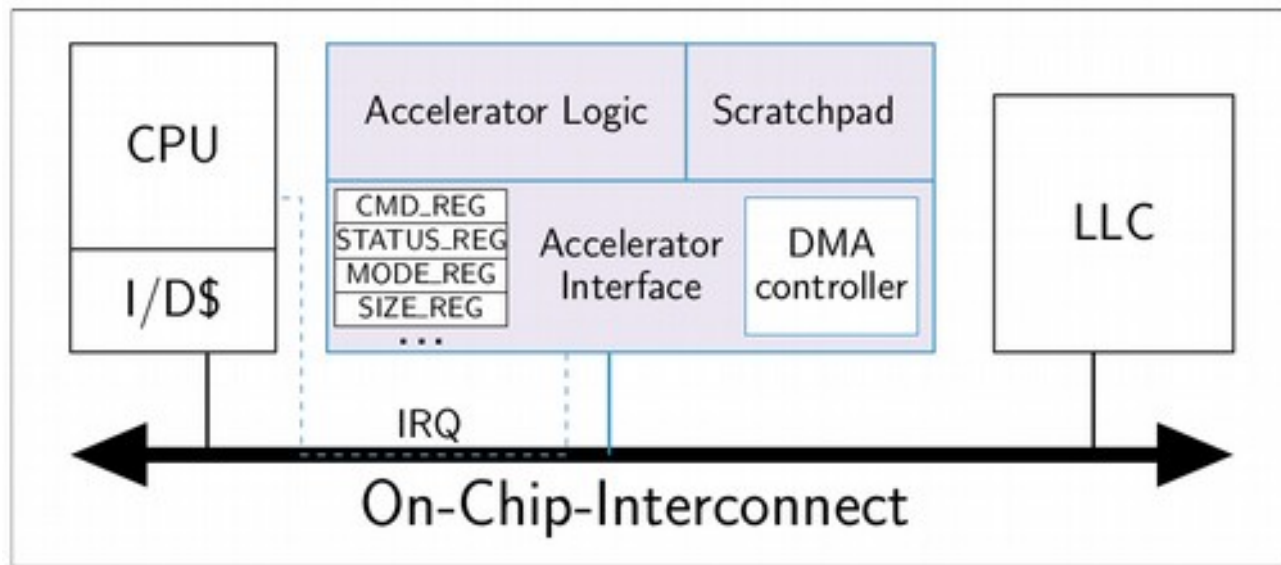 CPU
I/D$
Accelerator Logic
Scratchpad
CMD_REG
STATUS_REG
MODE_REG
SIZE_REG
...
Accelerator
Interface
DMA
controller
LLC
IRQ
On-Chip-Interconnect